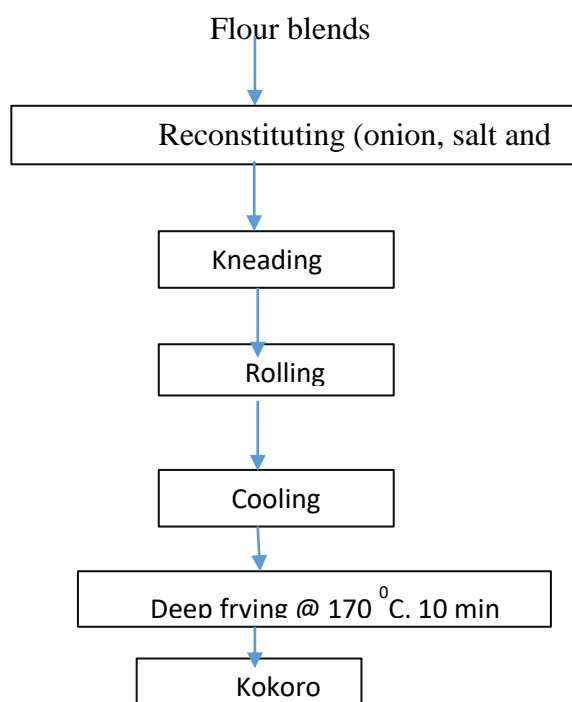 Flour blends
Reconstituting (onion, salt and
Kneading
Rolling
Cooling
Deep frying @ 170 ⁰C. 10 min
Kokoro